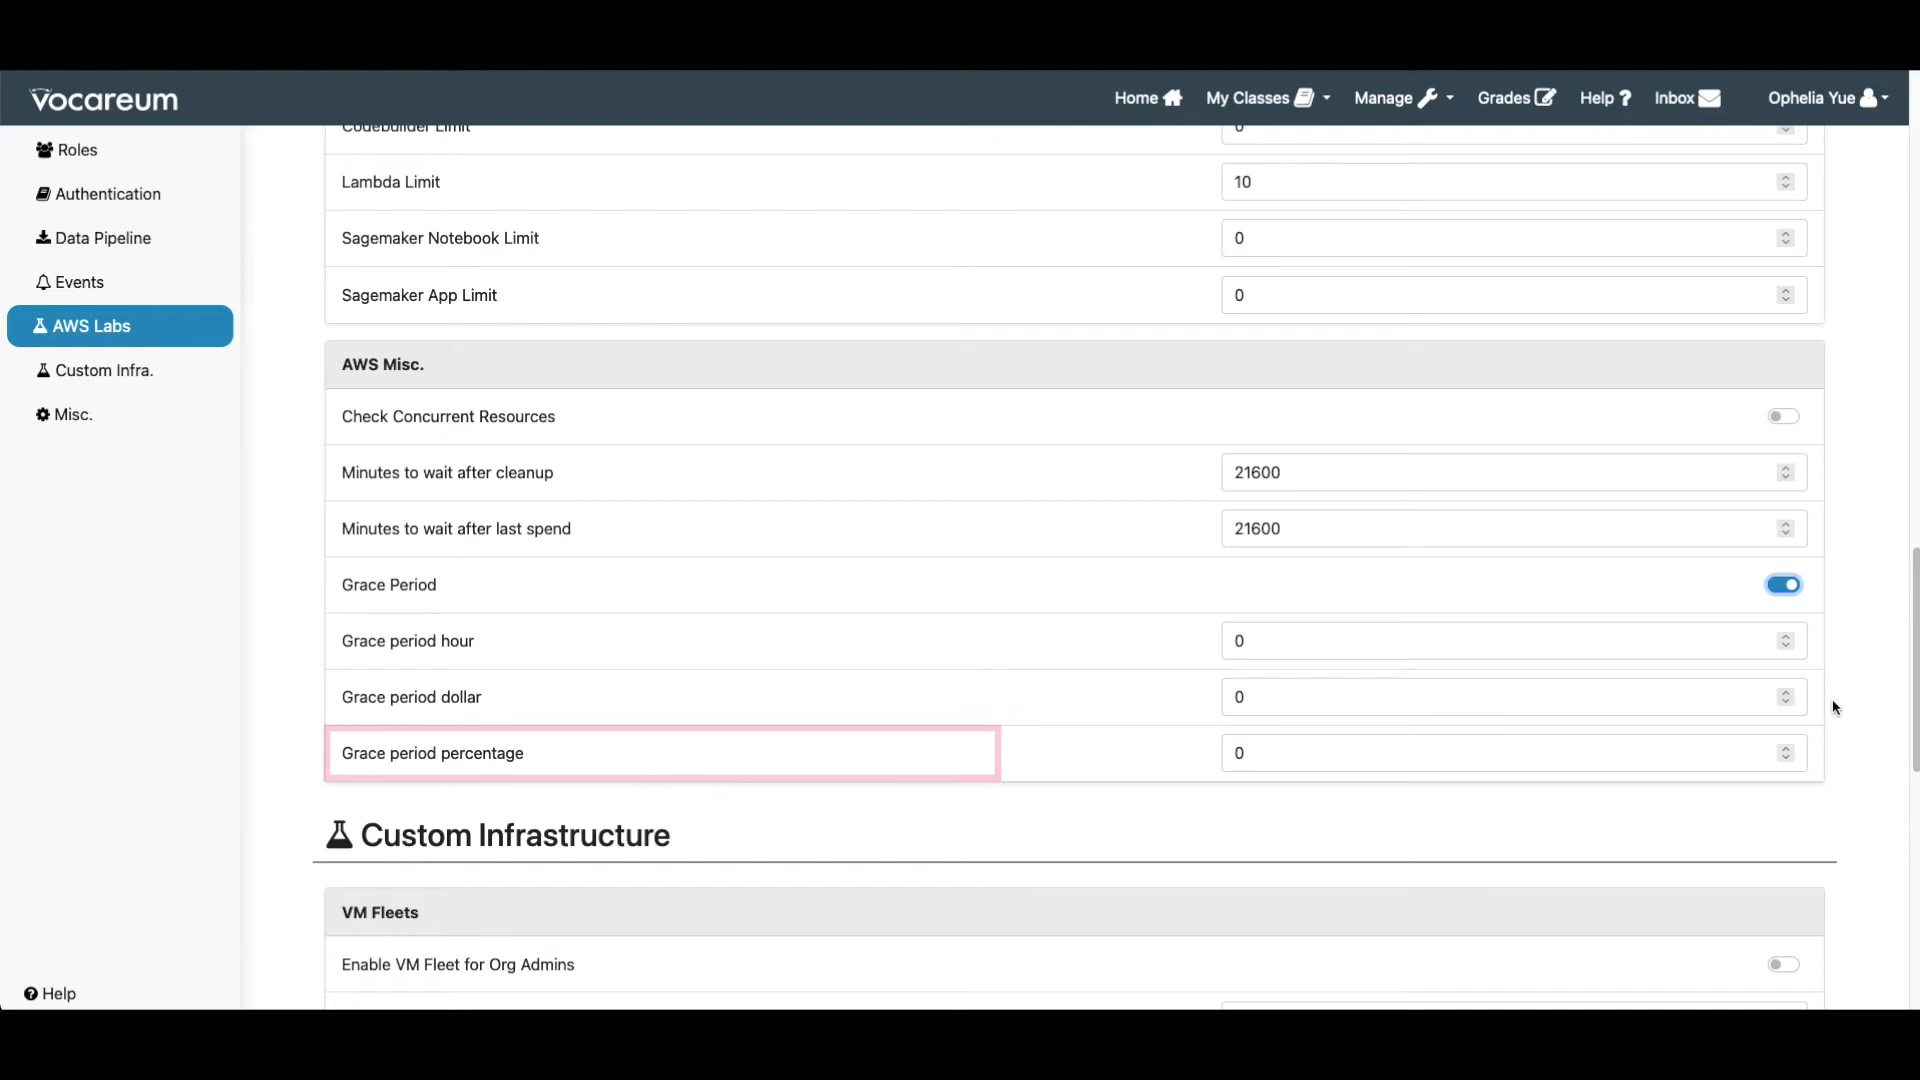 Vocareum
Home
My Classes
Manage
Grades
Help ?
Inbox
Ophelia Yue
Roles
Authentication
Data Pipeline
Events
AWS Labs
Custom Infra.
Misc.
Help
Codebuilder Limit 0
Lambda Limit 10
Sagemaker Notebook Limit 0
Sagemaker App Limit 0
AWS Misc.
Check Concurrent Resources
Minutes to wait after cleanup 21600
Minutes to wait after last spend 21600
Grace Period
Grace period hour 0
Grace period dollar 0
Grace period percentage 0
Custom Infrastructure
VM Fleets
Enable VM Fleet for Org Admins